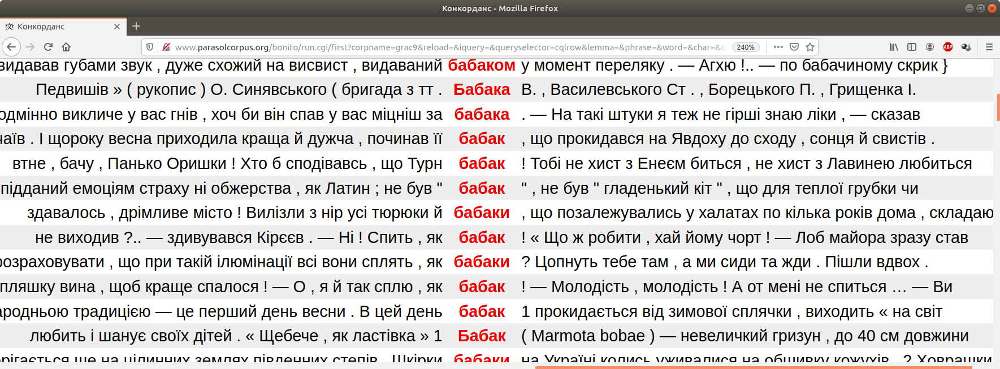 Конкорданс - Mozilla Firefox
Конкорданс
www.parasolcorpus.org/bonito/run.cgi/first?corpname=grac9&reload=&iquery=&queryselector=cqlrow&lemma=&phrase=&word=&char=& 240% ABP
видавав губами звук , дуже схожий на висвист , видаваний бабаком у момент переляку . — Агхю !.. — по бабачиному скрик }
Педвишів » ( рукопис ) О. Синявського ( бригада з тт . Бабака В. , Василевського Ст . , Борецького П. , Грищенка І.
викличе у вас гнів , хоч би він спав у вас міцніш за бабака . — На такі штуки я теж не гірші знаю ліки , — сказав
. І щороку весна приходила краща й дужча , починав її бабак , що прокидався на Явдоху до сходу , сонця й свистів .
втне , бачу , Панько Оришки ! Хто б сподівавсь , що Турн бабак ! Тобі не хист з Енеєм биться , не хист з Лавинею любиться
підданий емоціям страху ні обжерства , як Латин ; не був " бабак " , не був " гладенький кіт " , що для теплої грубки чи
здавалось , дрімливе місто ! Вилізли з нір усі тюрюки й бабаки , що позалежувались у халатах по кілька років дома , складаю
не виходив ?.. — здивувався Кірєєв . — Ні ! Спить , як бабак ! « Що ж робити , хай йому чорт ! — Лоб майора зразу став
розраховувати , що при такій ілюмінації всі вони сплять , як бабаки ? Цопнуть тебе там , а ми сиди та жди . Пішли вдвох .
пляшку вина , щоб краще спалося ! — О , я й так сплю , як бабак ! — Молодість , молодість ! А от мені не спиться … — Ви
ародньою традицією — це перший день весни . В цей день бабак 1 прокидається від зимової сплячки , виходить « на світ
любить і шанує своїх дітей . « Щебече , як ластівка » 1 Бабак ( Marmota bobae ) — невеличкий гризун , до 40 см довжини
ще на цілинних землях південних степів . Шкірки бабаки на Україні колись уживалися на обшивку кожухів . 2 Ховрашки